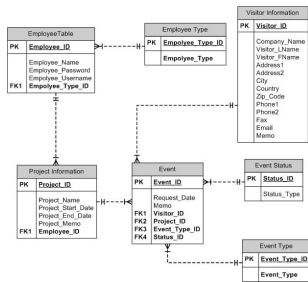 EmployeeTable
PK Employee_ID
Employee_Name
Employee_Password
Employee_Username
FK1 Empolyee_Type_ID
Employee Type
PK Empolyee_Type_ID
Empolyee_Type
Visitor Information
PK Visitor_ID
Company_Name
Visitor_LName
Visitor_FName
Address1
Address2
City
Country
Zip_Code
Phone1
Phone2
Fax
Email
Memo
Project Information
PK Project_ID
Project_Name
Project_Start_Date
Project_End_Date
Project_Memo
FK1 Employee_ID
Event
PK Event_ID
Request_Date
Memo
FK1 Visitor_ID
FK2 Project_ID
FK3 Event_Type_ID
FK4 Status_ID
Event Status
PK Status_ID
Status_Type
Event Type
PK Event_Type_ID
Event_Type